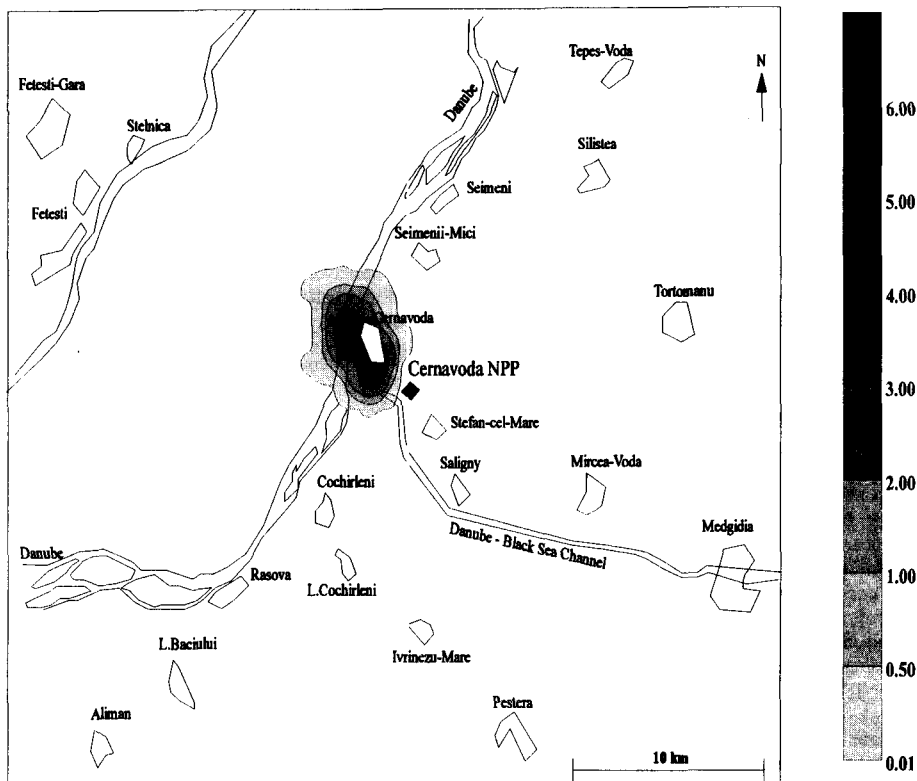 Tepes-Voda
N
6.00
Fetesti-Gara
Danube
Stelnica
Silistea
5.00
Seimeni
Fetesti
Seimenii-Mici
4.00
Tortomanu
Cernavoda
Cernavoda NPP
3.00
Stefan-cel-Mare
Saligny
Mircea-Voda
2.00
Cochirleni
Medgidia
Danube - Black Sea Channel
Danube
Rasova
L.Cochirleni
1.00
L.Baciului
Ivrinezu-Mare
0.50
Pestera
Aliman
10 km
0.01